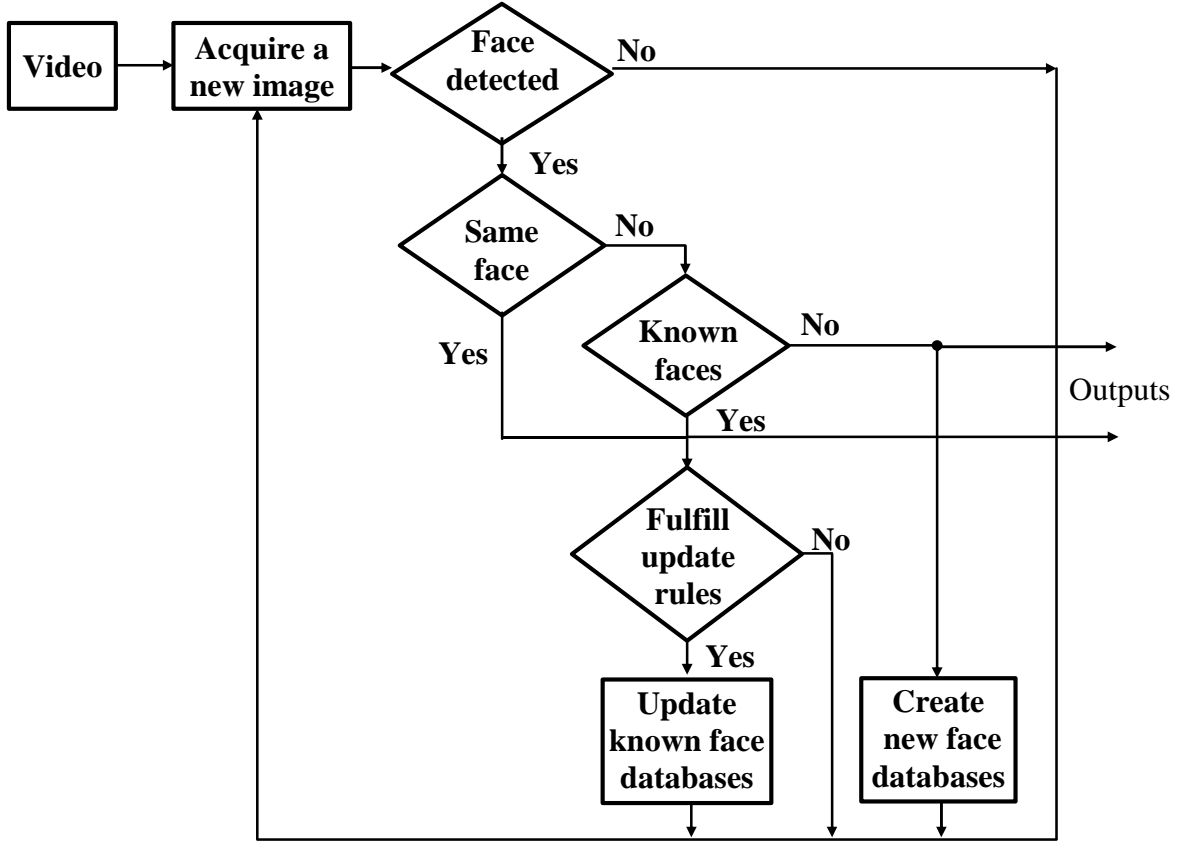 Video
Acquire a
new image
Face
detected
No
Yes
Same
face
No
Yes
Known
faces
No
Yes
Outputs
Fulfill
update
rules
No
Yes
Update
known face
databases
Create
new face
databases